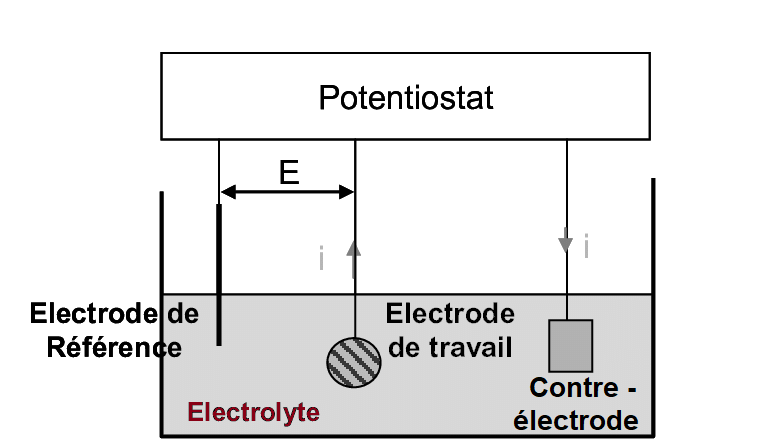 Potentiostat
E
i
i
Electrode de
Référence
Electrode
de travail
Contre -
électrode
Electrolyte